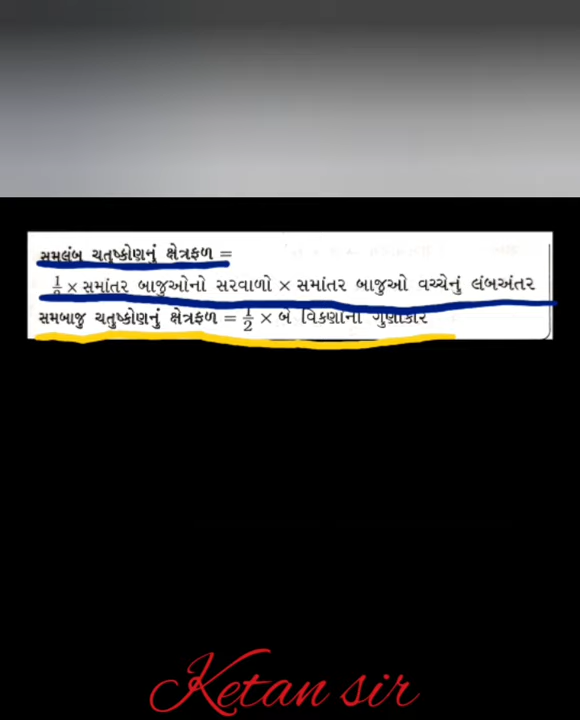 સમલંબ ચતુષ્કોણનું ક્ષેત્રફળ =
1/2 × સમાંતર બાજુઓનો સરવાળો × સમાંતર બાજુઓ વચ્ચેનું લંબઅંતર
સમબાજુ ચતુષ્કોણનું ક્ષેત્રફળ = 1/2 × બે વિકર્ણોના ગુણાકાર
Ketan sir